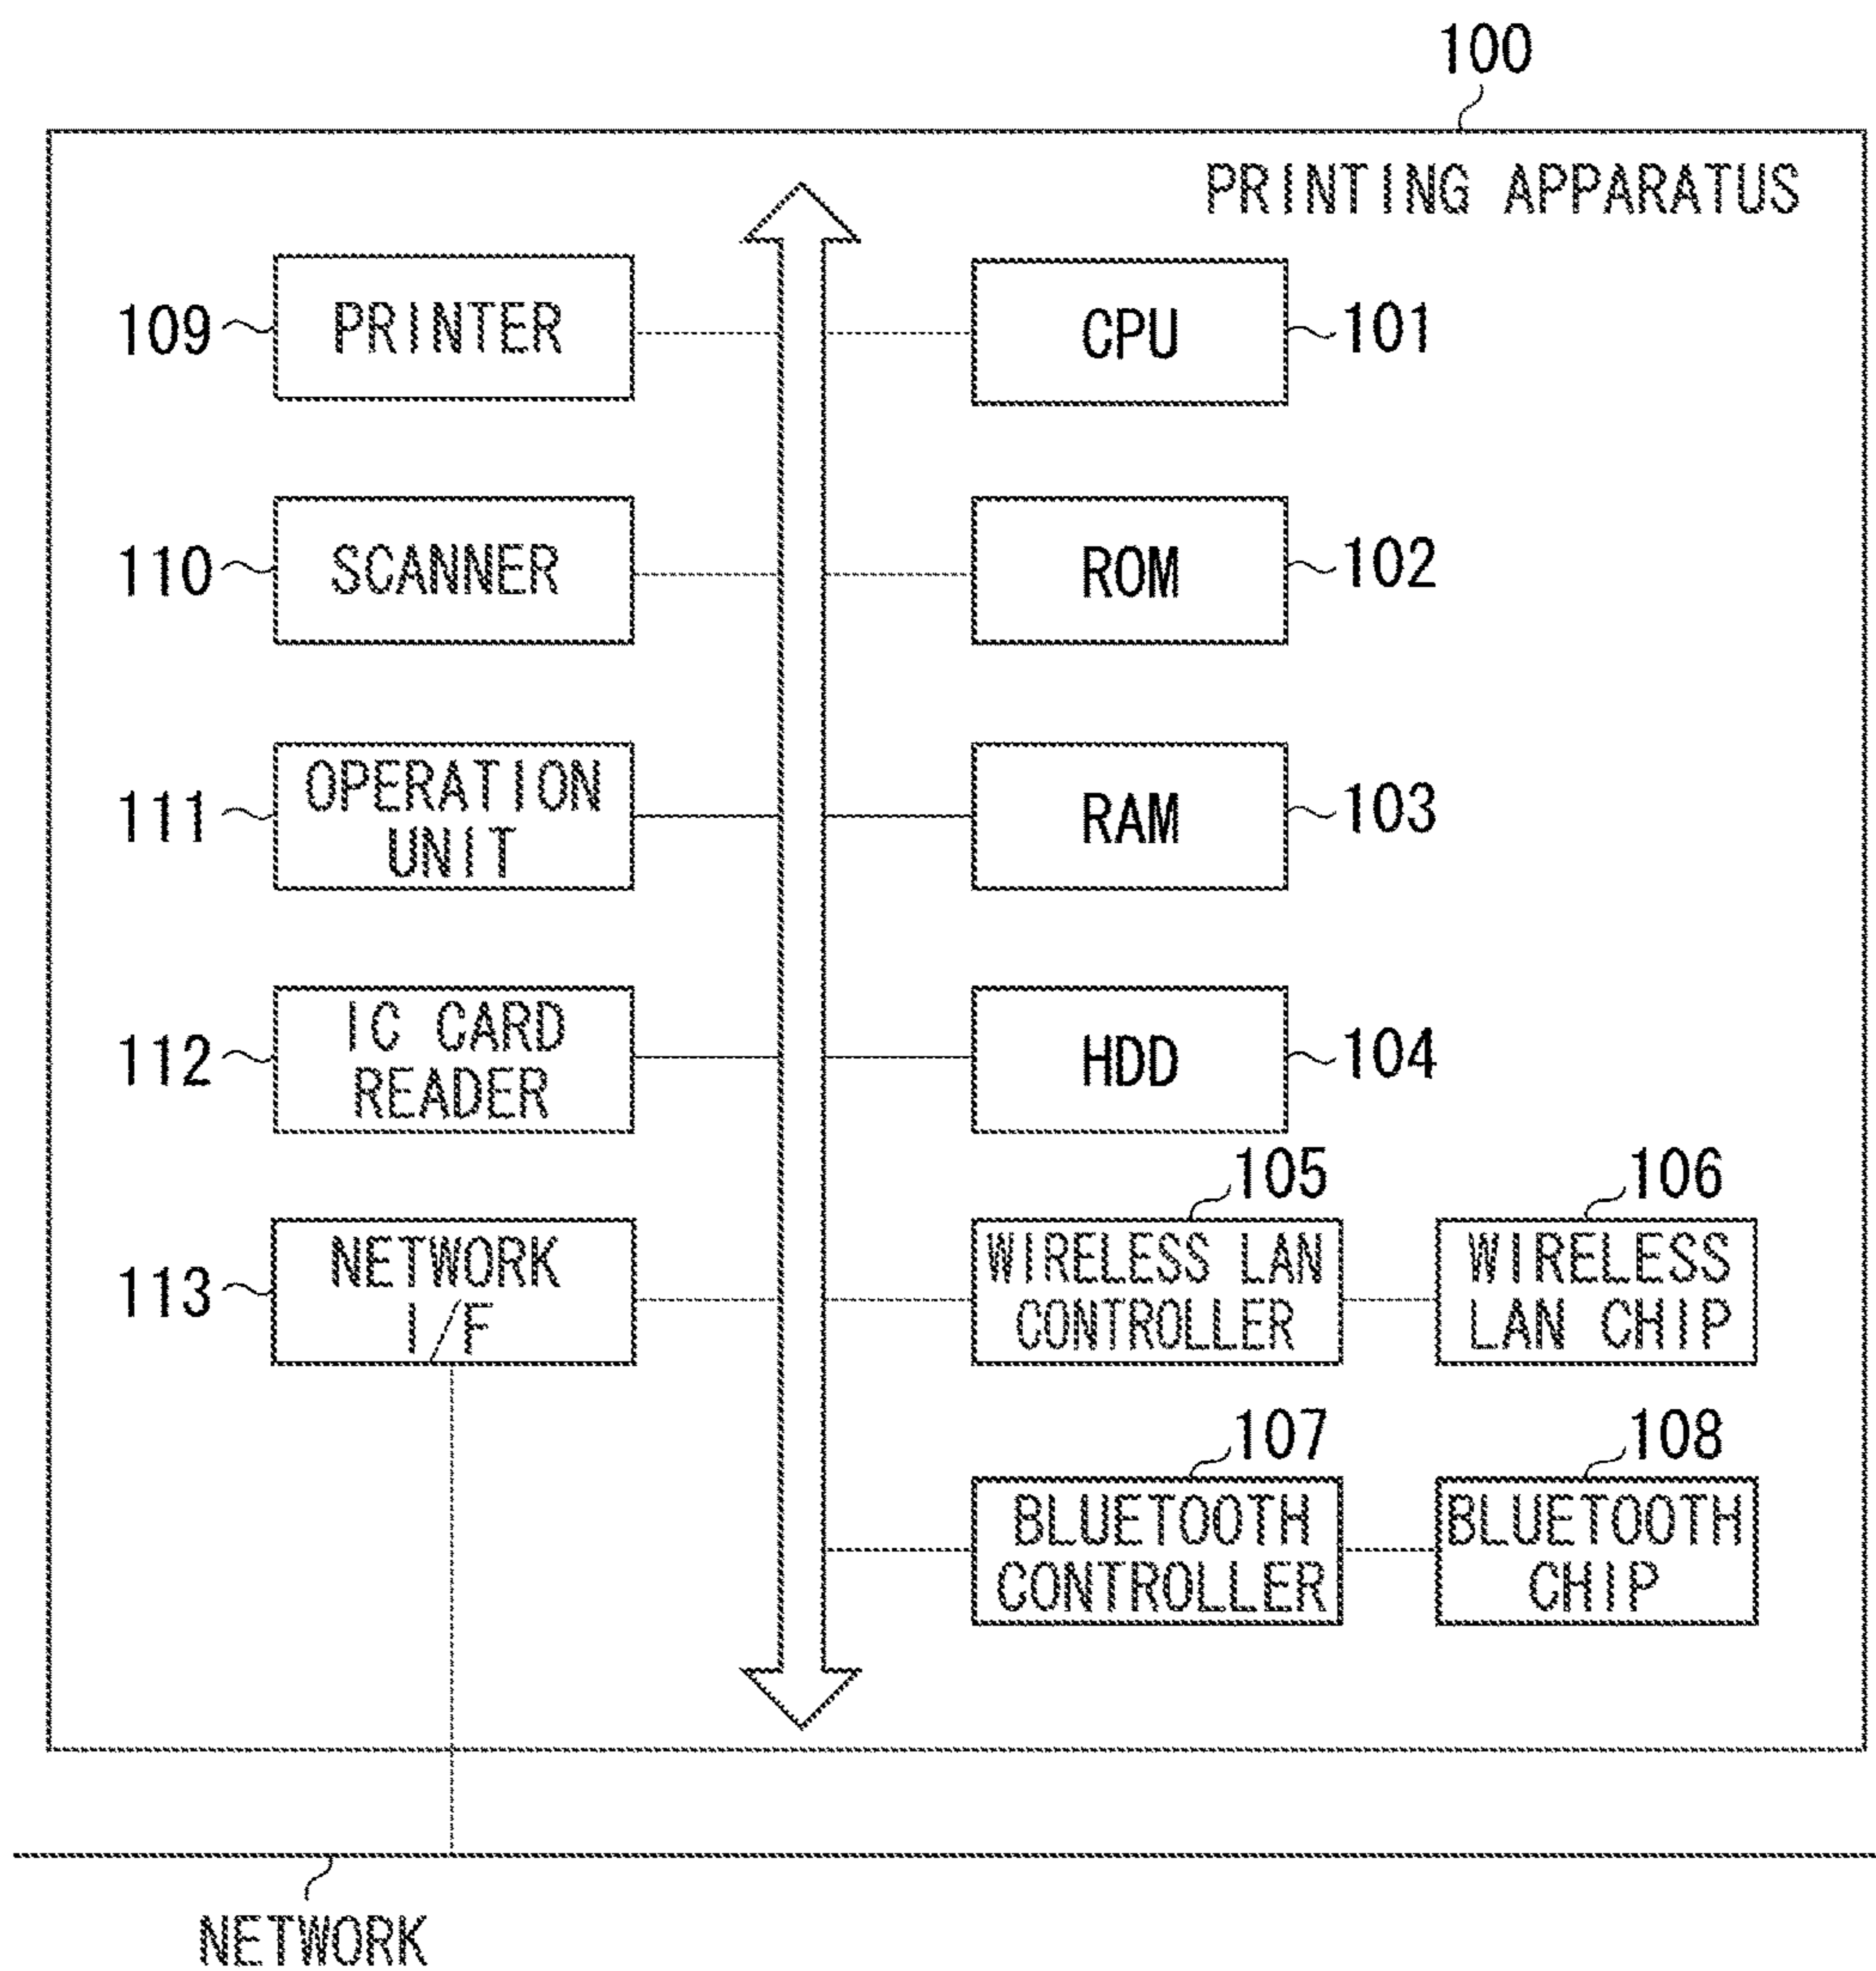 100
PRINTING APPARATUS
109
PRINTER
CPU
101
110
SCANNER
ROM
102
111
OPERATION
UNIT
RAM
103
112
IC CARD
READER
HDD
104
113
NETWORK
I/F
105
WIRELESS LAN
CONTROLLER
106
WIRELESS
LAN CHIP
107
BLUETOOTH
CONTROLLER
108
BLUETOOTH
CHIP
NETWORK